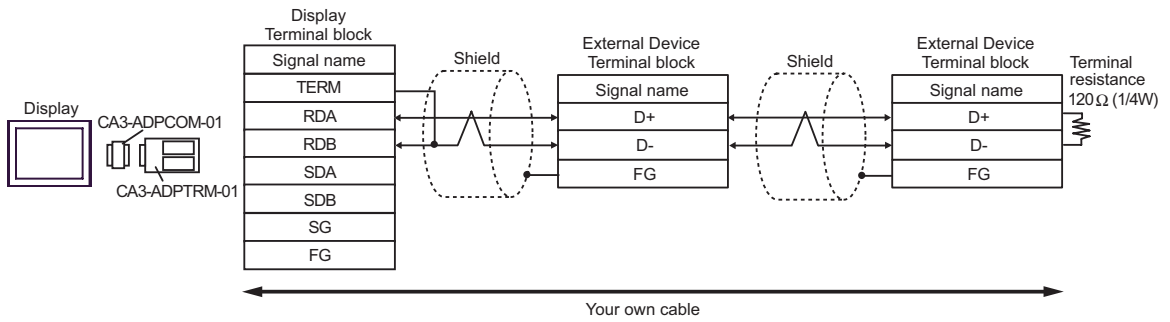 Display
CA3-ADPCOM-01
CA3-ADPTRM-01
Display
Terminal block
Signal name
TERM
RDA
RDB
SDA
SDB
SG
FG
Shield
External Device
Terminal block
Signal name
D+
D-
FG
Shield
External Device
Terminal block
Signal name
D+
D-
FG
Terminal
resistance
120Ω (1/4W)
Your own cable